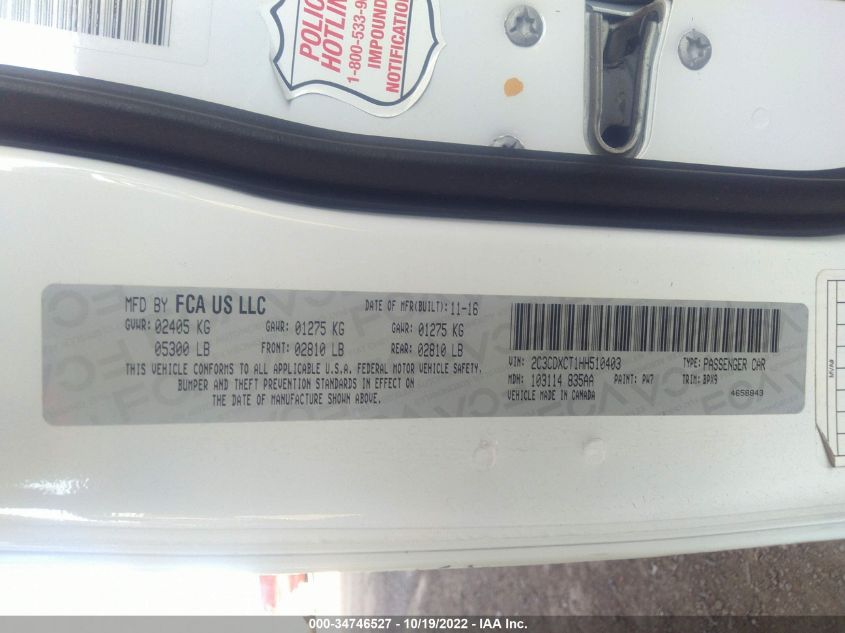 POLIC
HOTLIN
1-800-533-9
IMPOUND
NOTIFICATION
MFD BY FCA US LLC
DATE OF MFR(BUILT): 11-16
GVWR: 02405 KG GAWR: 01275 KG GAWR: 01275 KG
05300 LB FRONT: 02810 LB REAR: 02810 LB
THIS VEHICLE CONFORMS TO ALL APPLICABLE U.S.A. FEDERAL MOTOR VEHICLE SAFETY,
BUMPER AND THEFT PREVENTION STANDARDS IN EFFECT ON
THE DATE OF MANUFACTURE SHOWN ABOVE.
VIN: 2C3CDXCT1HH510403 TYPE: PASSENGER CAR
MDH: 103114 835AA PAINT: PW7 TRIM: BPX9
VEHICLE MADE IN CANADA 4658843
000-34746527 - 10/19/2022 - IAAI Inc.